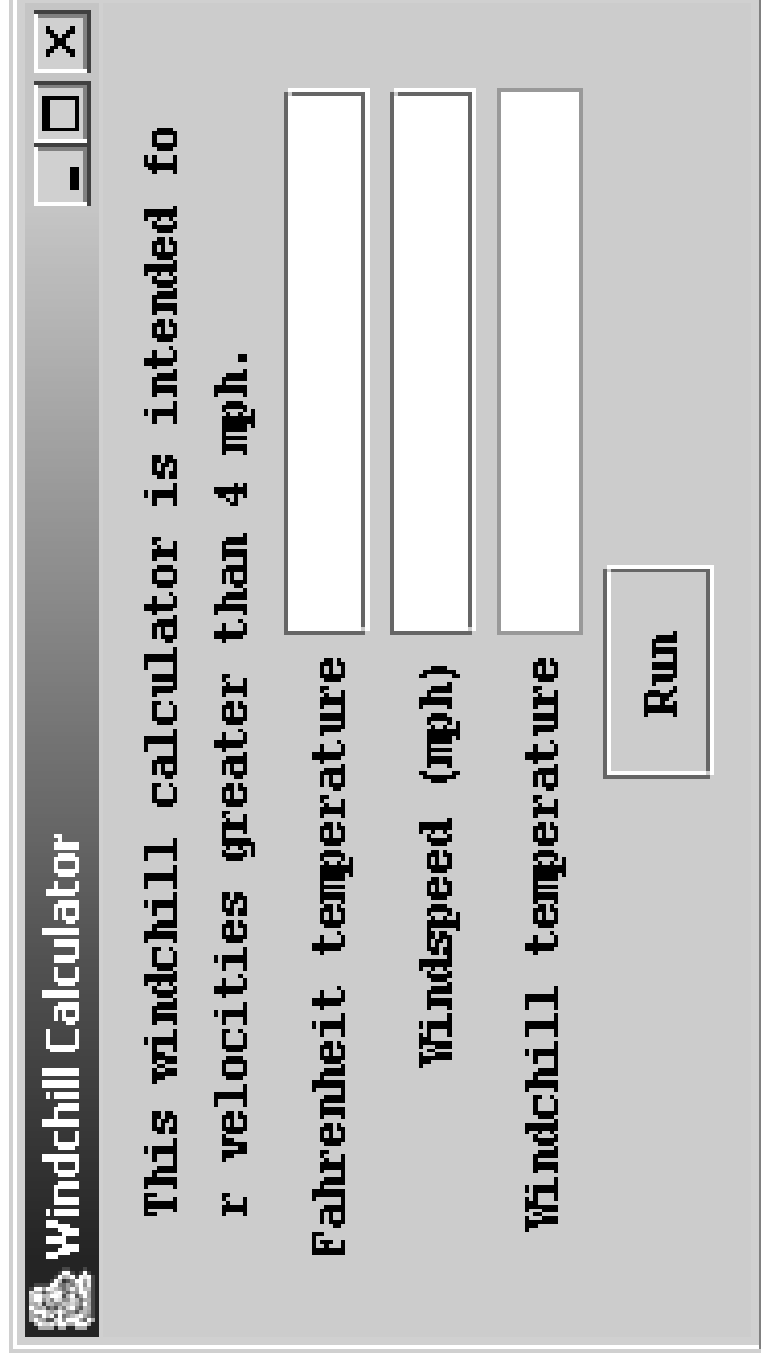 Windchill Calculator
This windchill calculator is intended fo
r velocities greater than 4 mph.
Fahrenheit temperature
Windspeed (mph)
Windchill temperature
Run